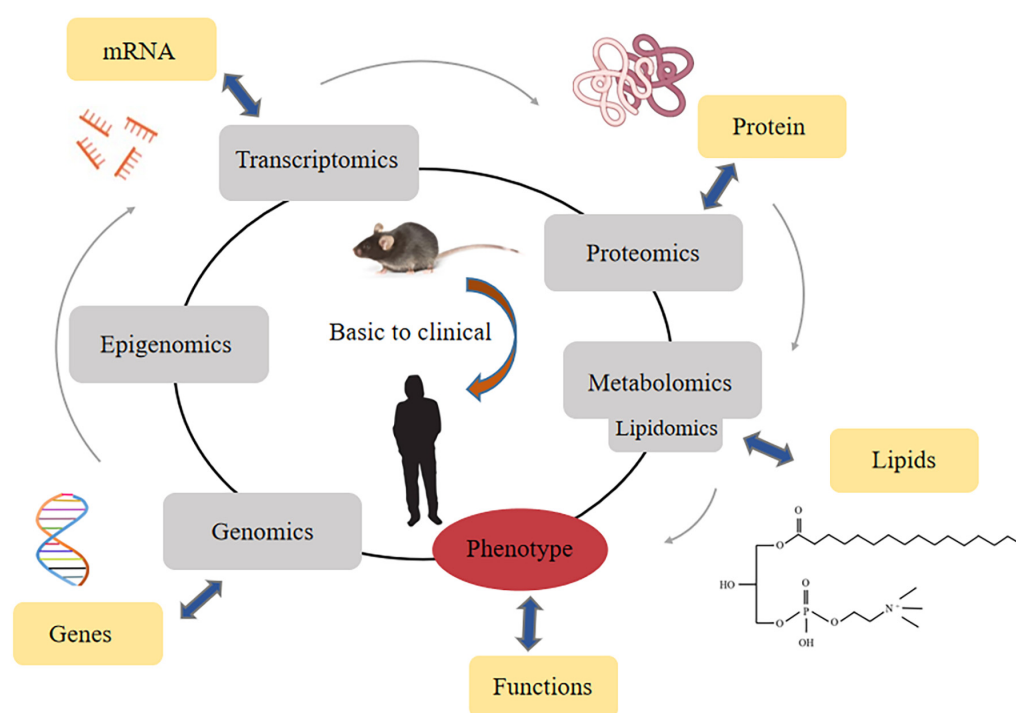 mRNA
Protein
Transcriptomics
Proteomics
Epigenomics
Basic to clinical
Metabolomics
Lipidomics
Lipids
Genomics
Phenotype
Genes
Functions
O
O
HO
O
O
P
O
N⁺
OH